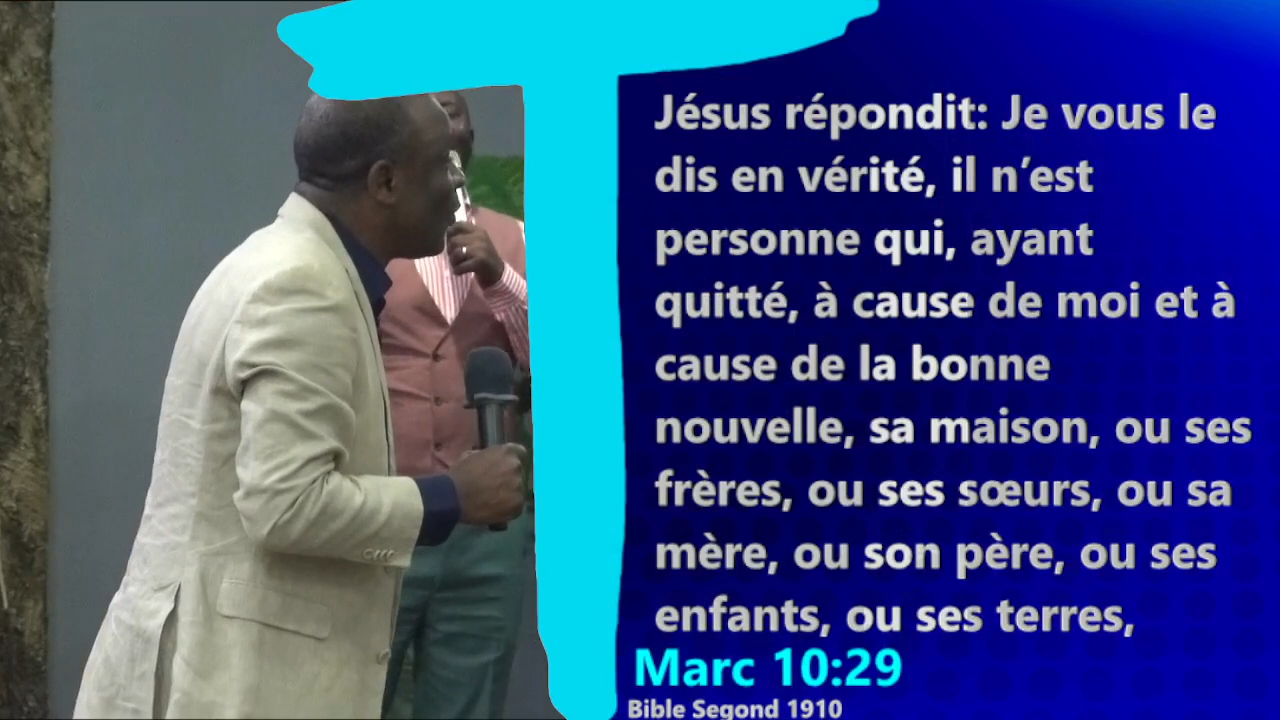 Jésus répondit: Je vous le
dis en vérité, il n’est
personne qui, ayant
quitté, à cause de moi et à
cause de la bonne
nouvelle, sa maison, ou ses
frères, ou ses sœurs, ou sa
mère, ou son père, ou ses
enfants, ou ses terres,
Marc 10:29
Bible Segond 1910